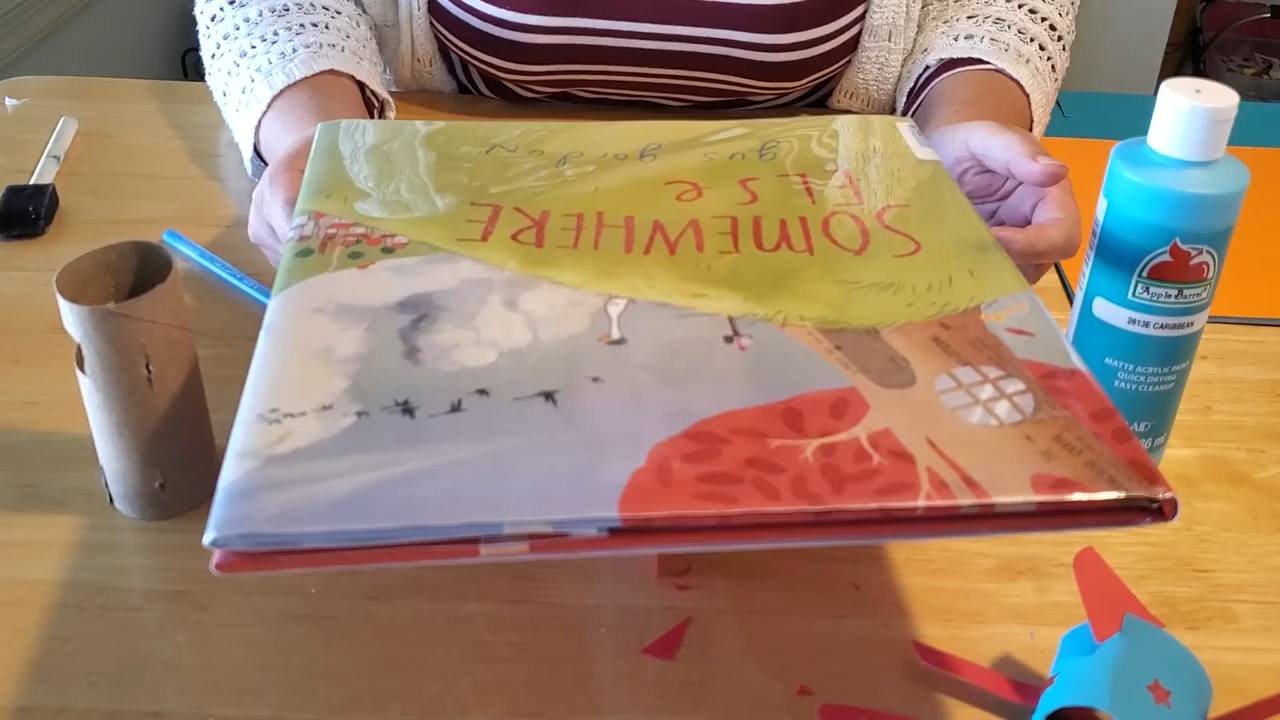 SOMEWHERE
ELSE
gus gordon
Apple Barrel
2613E CARIBBEAN
MATTE ACRYLIC PAINT
QUICK DRYING
EASY CLEANUP